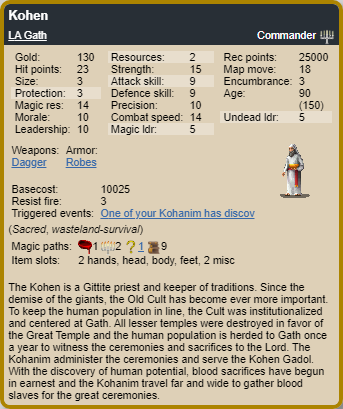 Kohen
LA Gath Commander
Gold: 130 Resources: 2 Rec points: 25000
Hit points: 23 Strength: 15 Map move: 18
Size: 3 Attack skill: 9 Encumbrance: 3
Protection: 3 Defence skill: 9 Age: 90
Magic res: 14 Precision: 10 (150)
Morale: 10 Combat speed: 14 Undead ldr: 5
Leadership: 10 Magic ldr: 5
Weapons: Armor:
Dagger Robes
Basecost: 10025
Resist fire: 3
Triggered events: One of your Kohanim has discov
(Sacred, wasteland-survival)
Magic paths: 1 2 ? 1 9
Item slots: 2 hands, head, body, feet, 2 misc
The Kohen is a Gittite priest and keeper of traditions. Since the
demise of the giants, the Old Cult has become ever more important.
To keep the human population in line, the Cult was institutionalized
and centered at Gath. All lesser temples were destroyed in favor of
the Great Temple and the human population is herded to Gath once
a year to witness the ceremonies and sacrifices to the Lord. The
Kohanim administer the ceremonies and serve the Kohen Gadol.
With the discovery of human potential, blood sacrifices have begun
in earnest and the Kohanim travel far and wide to gather blood
slaves for the great ceremonies.